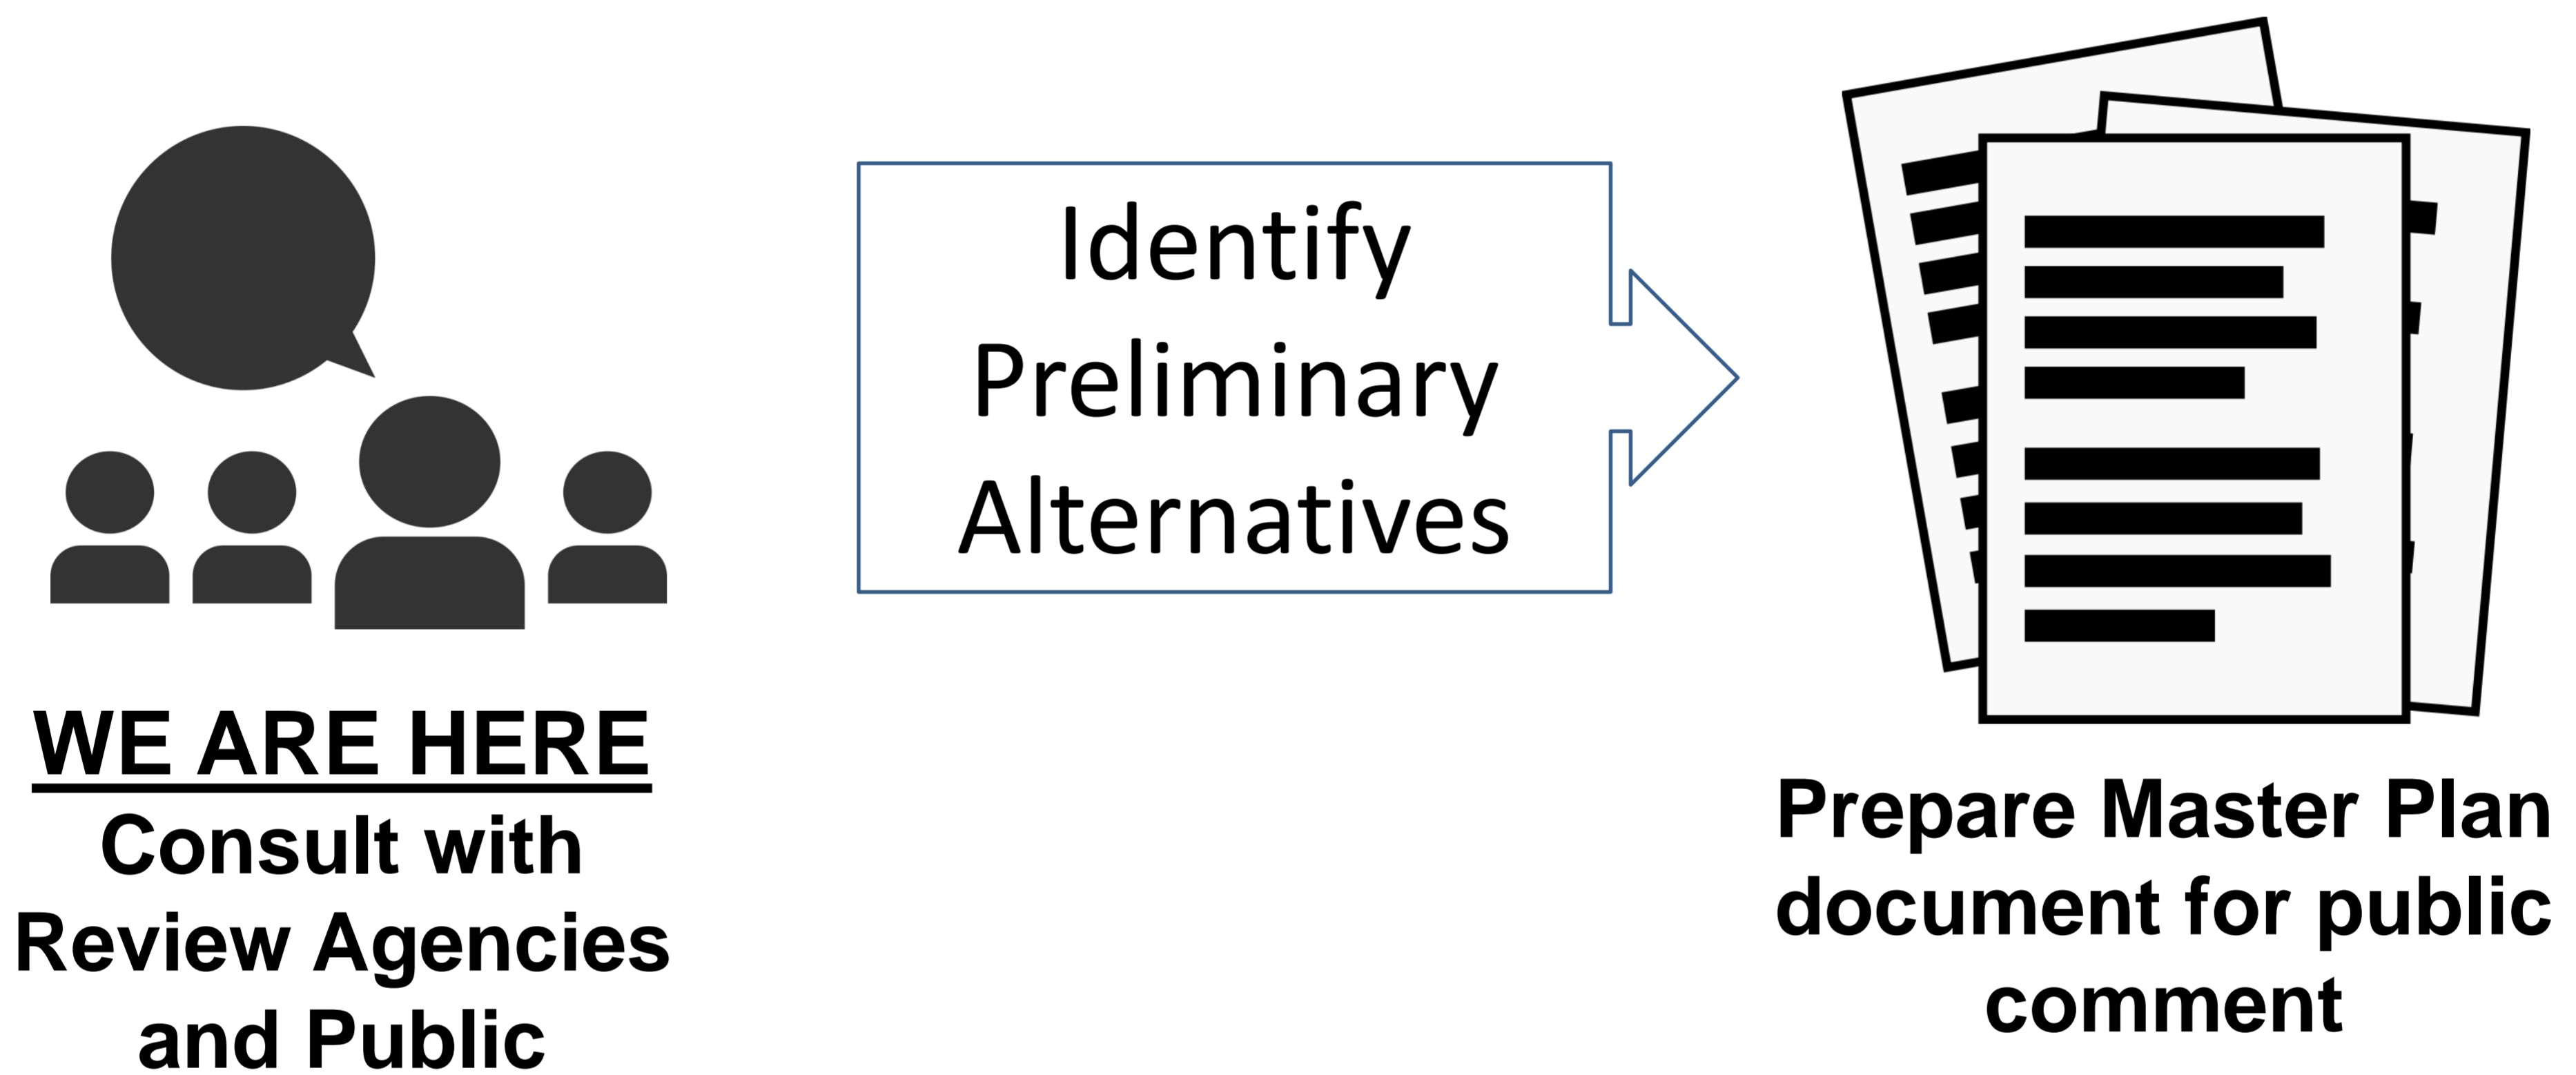 WE ARE HERE
Consult with
Review Agencies
and Public
Identify
Preliminary
Alternatives
Prepare Master Plan
document for public
comment